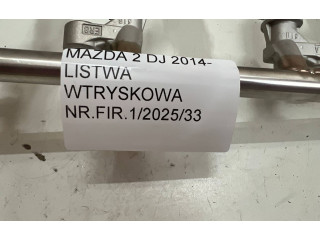 MAZDA 2 DJ 2014-
LISTWA
WTRYSKOWA
NR.FIR.1/2025/33